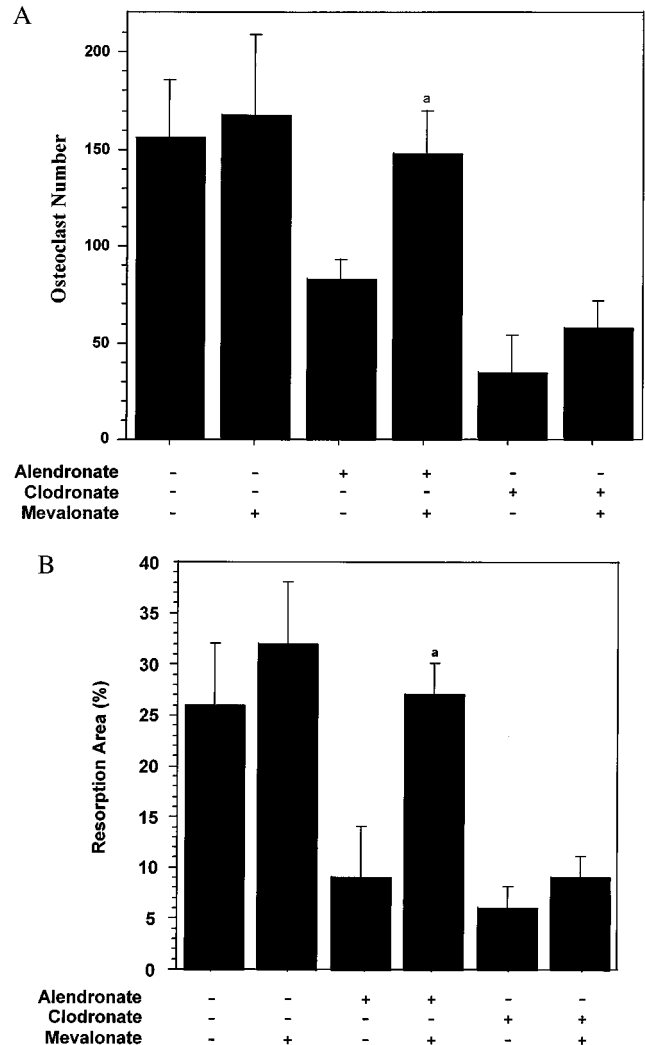 A
Osteoclast Number
200
150
100
50
0
a
Alendronate - - + + - -
Clodronate - - - - + +
Mevalonate - + - + - +
B
Resorption Area (%)
40
35
30
25
20
15
10
5
0
a
Alendronate - - + + - -
Clodronate - - - - + +
Mevalonate - + - + - +